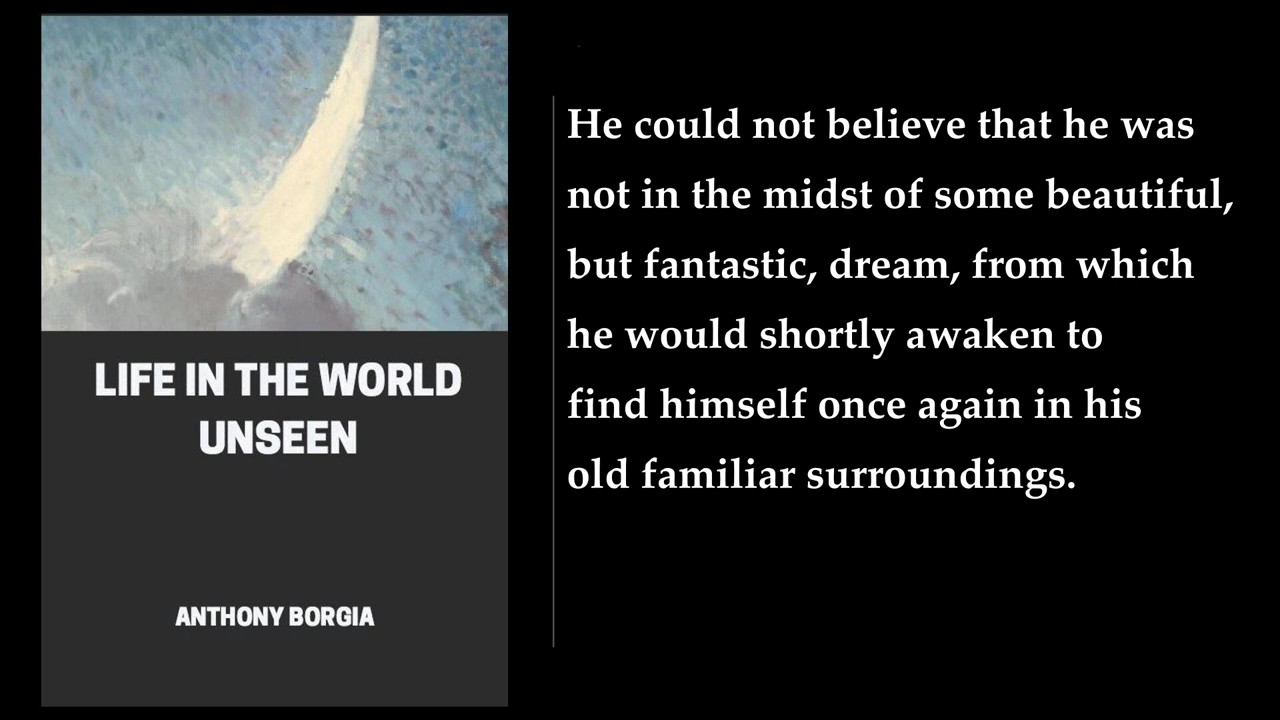 LIFE IN THE WORLD
UNSEEN
ANTHONY BORGIA
He could not believe that he was
not in the midst of some beautiful,
but fantastic, dream, from which
he would shortly awaken to
find himself once again in his
old familiar surroundings.